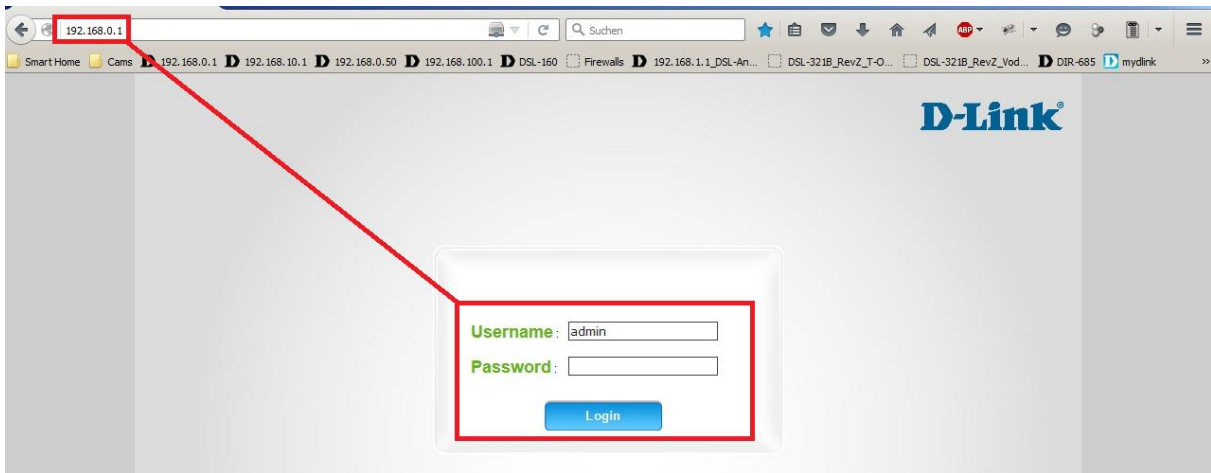 192.168.0.1 Suchen ABP
SmartHome Cams 192.168.0.1 192.168.10.1 192.168.0.50 192.168.100.1 DSL-160 Firewalls 192.168.1.1_DSL-An... DSL-321B_RevZ_T-O... DSL-321B_RevZ_Vod... DIR-685 mydlink »
D-Link®
Username : admin
Password :
Login